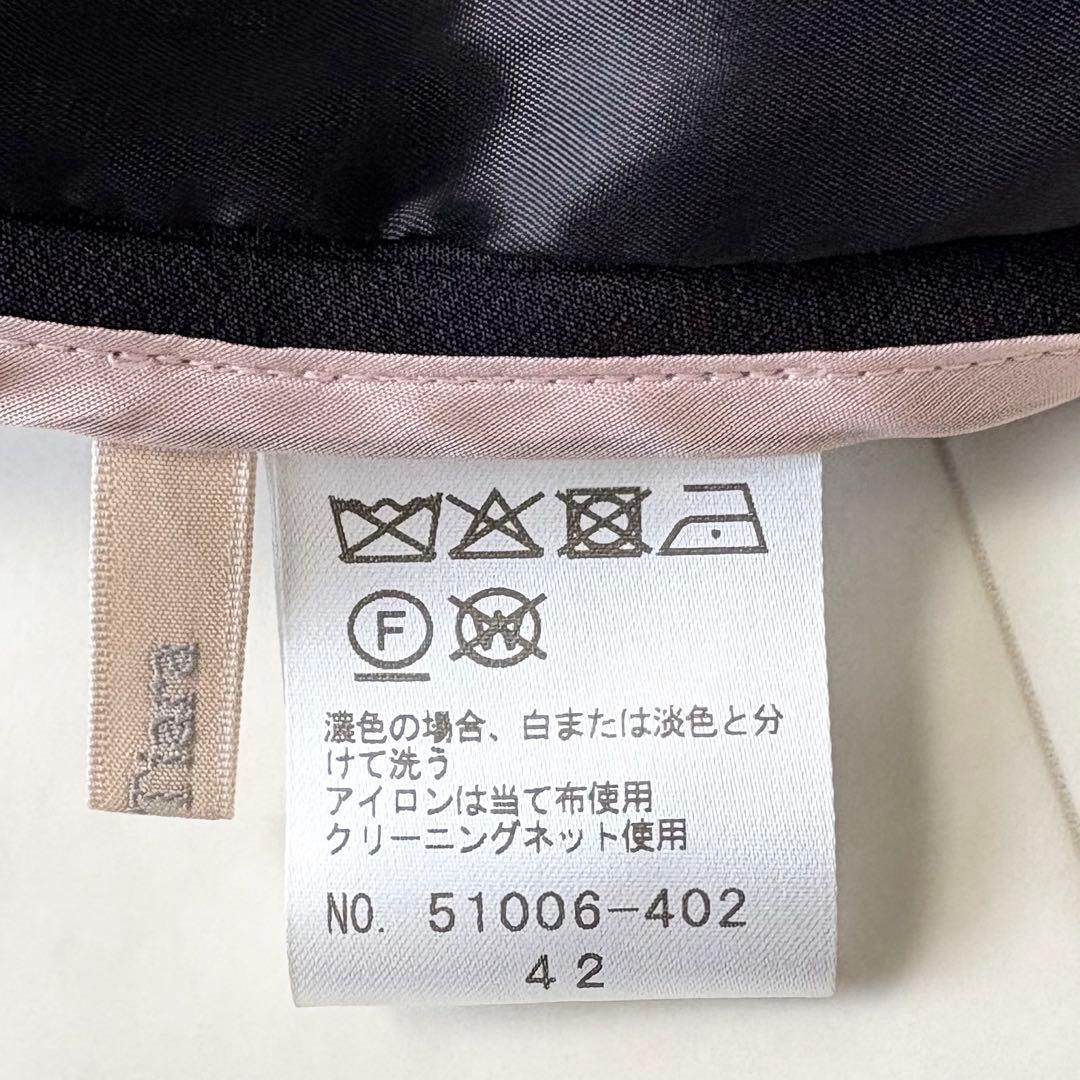 Tiara
F
W
濃色の場合、白または淡色と分
けて洗う
アイロンは当て布使用
クリーニングネット使用
NO. 51006-402
42